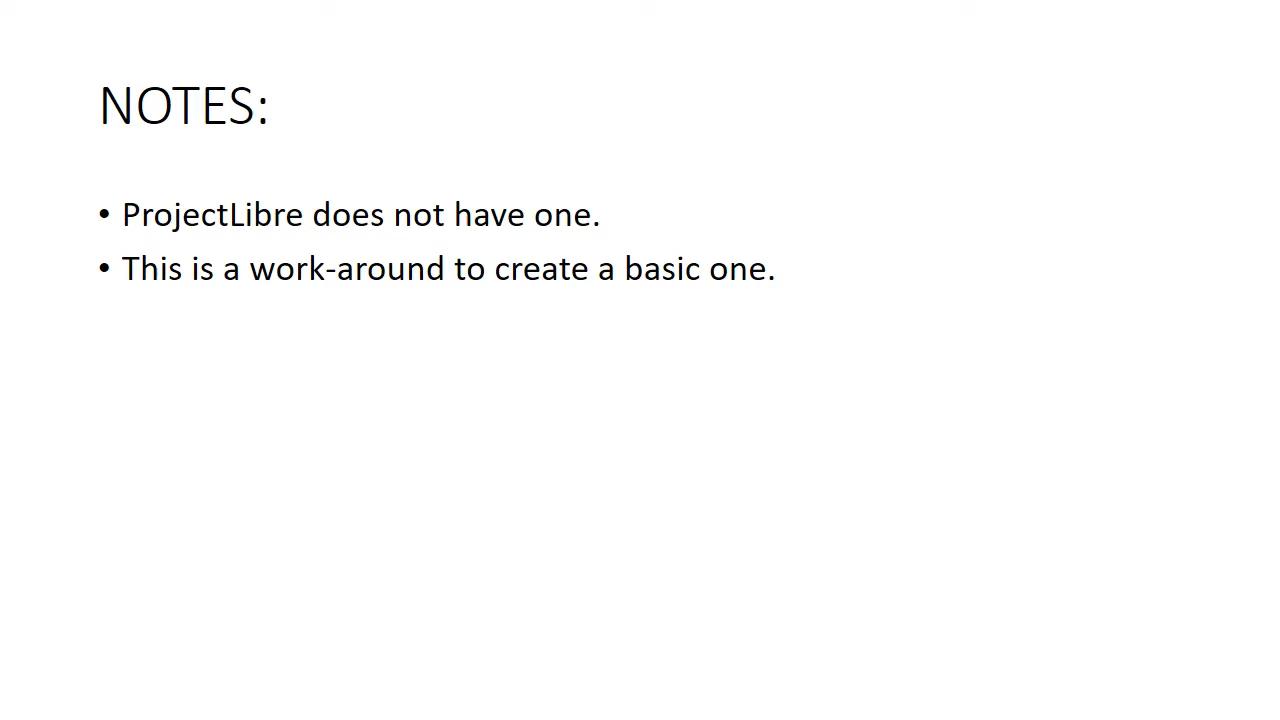 NOTES:
• ProjectLibre does not have one.
• This is a work-around to create a basic one.